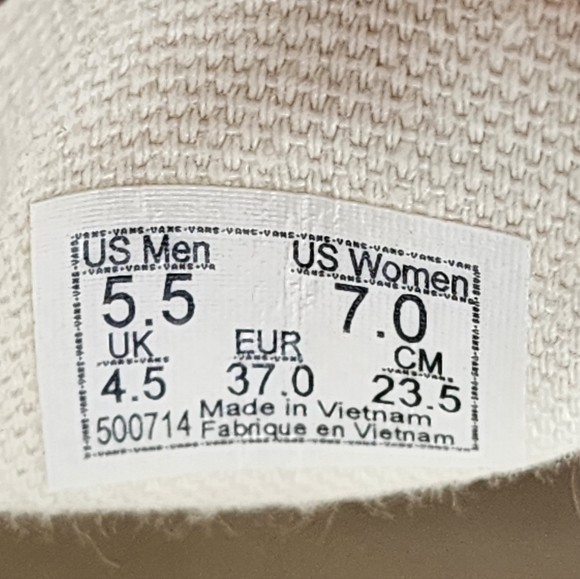 US Men US Women
5.5 7.0
UK EUR CM.
4.5 37.0 23.5
500714 Made in Vietnam
Fabrique en Vietnam